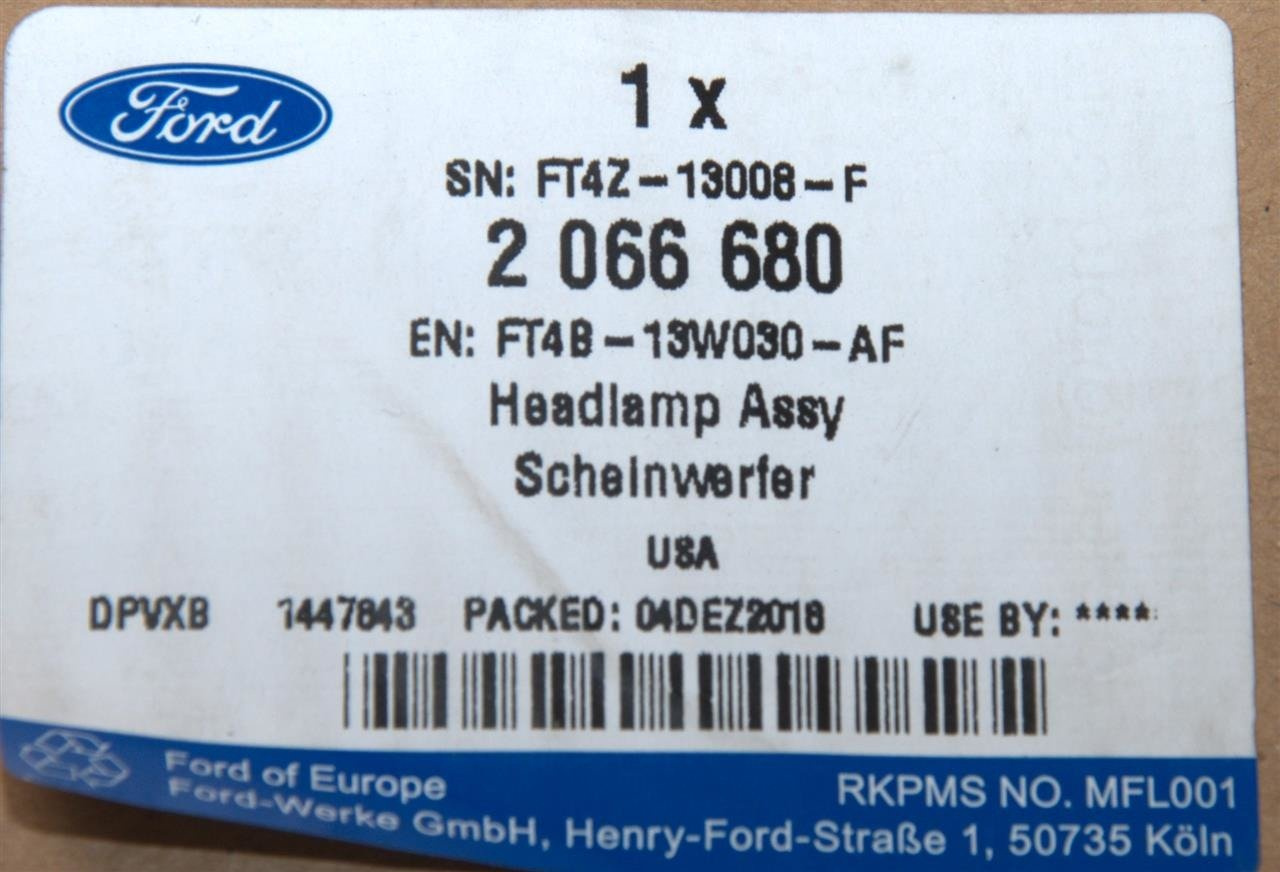 Ford
1 x
SN: FT4Z-13008-F
2 066 680
EN: FT4B-13W030-AF
Headlamp Assy
Scheinwerfer
USA
DPVXB 1447843 PACKED: 04DEZ2018 USE BY: ****
Ford of Europe RKPMS NO. MFL001
Ford-Werke GmbH, Henry-Ford-Straße 1, 50735 Köln